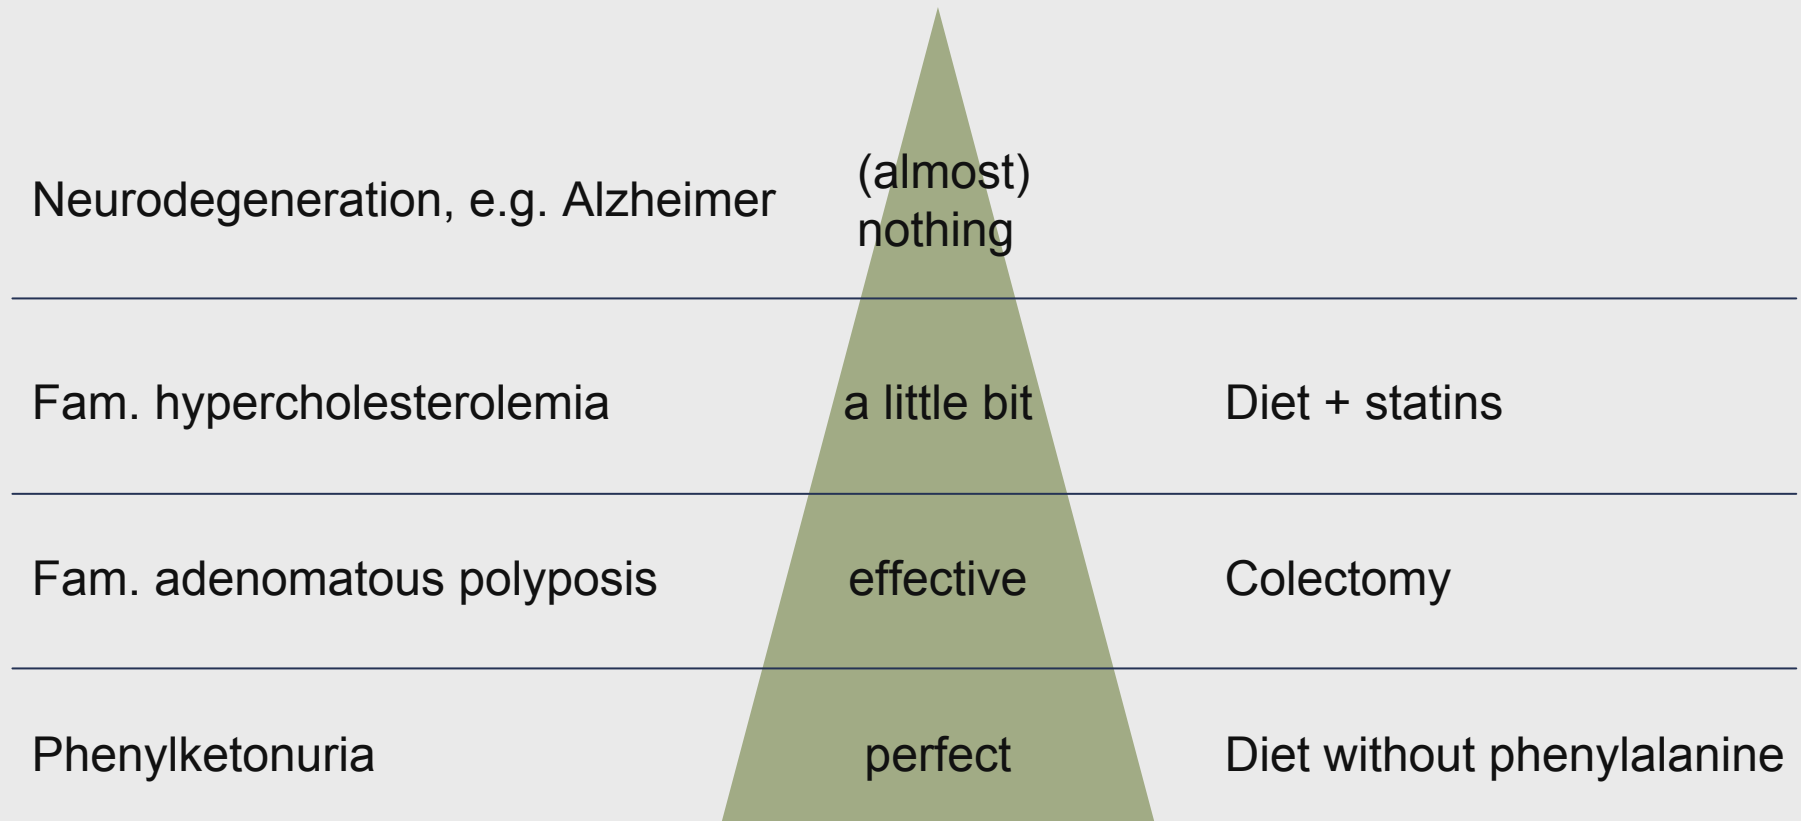 Neurodegeneration, e.g. Alzheimer
(almost)
nothing
Fam. hypercholesterolemia
a little bit
Diet + statins
Fam. adenomatous polyposis
effective
Colectomy
Phenylketonuria
perfect
Diet without phenylalanine